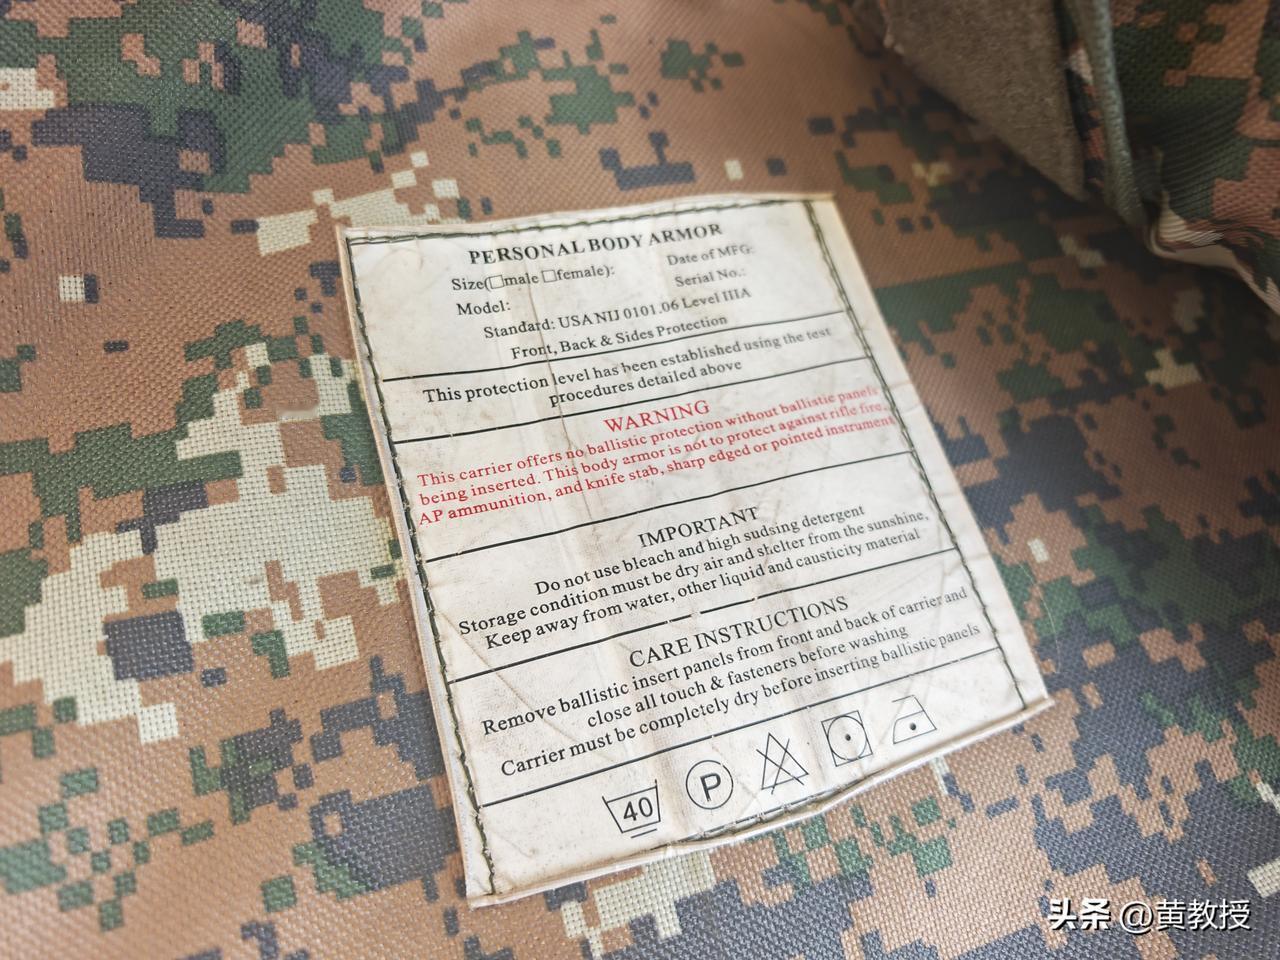 PERSONAL BODY ARMOR
Size(□male □female): Date of MFG:
Model: Serial No.:
Standard: USA NIJ 0101.06 Level IIIA
Front, Back & Sides Protection
This protection level has been established using the test
procedures detailed above
WARNING
This carrier offers no ballistic protection without ballistic panels
being inserted. This body armor is not to protect against rifle fire,
AP ammunition, and knife stab, sharp edged or pointed instrument
IMPORTANT
Do not use bleach and high sudsing detergent
Storage condition must be dry air and shelter from the sunshine,
Keep away from water, other liquid and causticity material
CARE INSTRUCTIONS
Remove ballistic insert panels from front and back of carrier and
close all touch & fasteners before washing
Carrier must be completely dry before inserting ballistic panels
40 P
头条 @黄教授